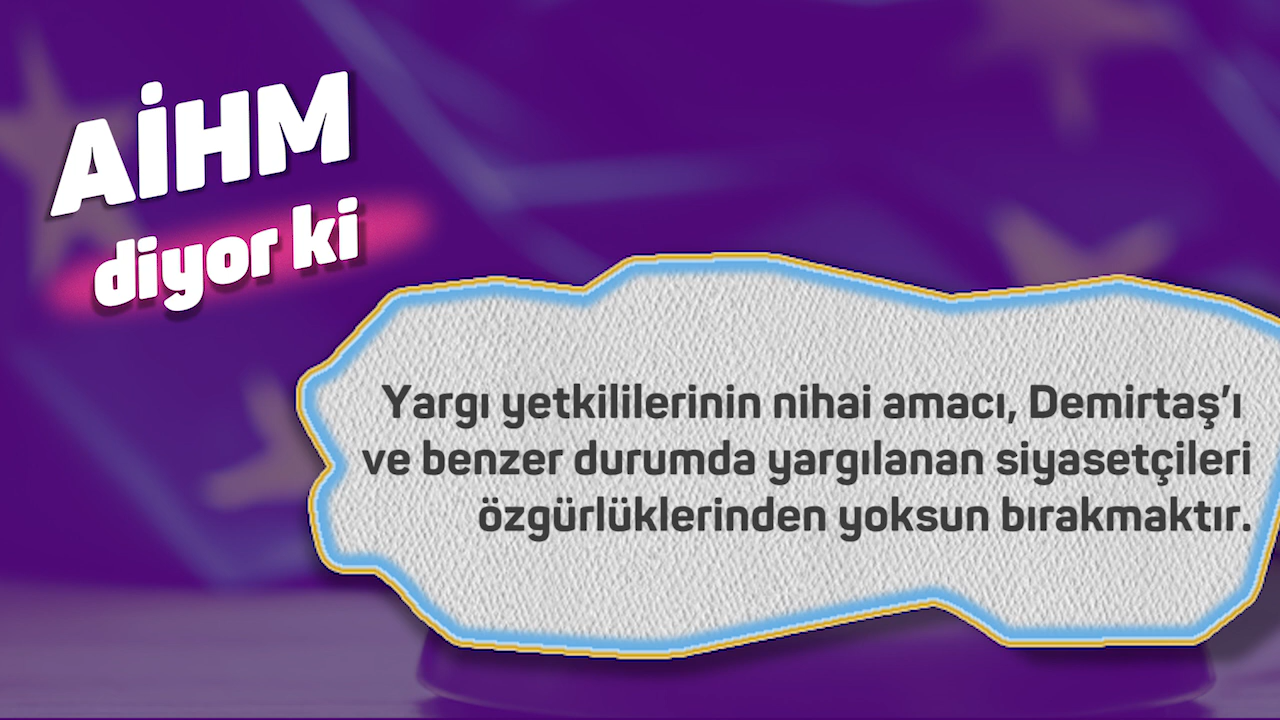 AİHM
diyor ki
Yargı yetkililerinin nihai amacı, Demirtaş’ı
ve benzer durumda yargılanan siyasetçileri
özgürlüklerinden yoksun bırakmaktır.